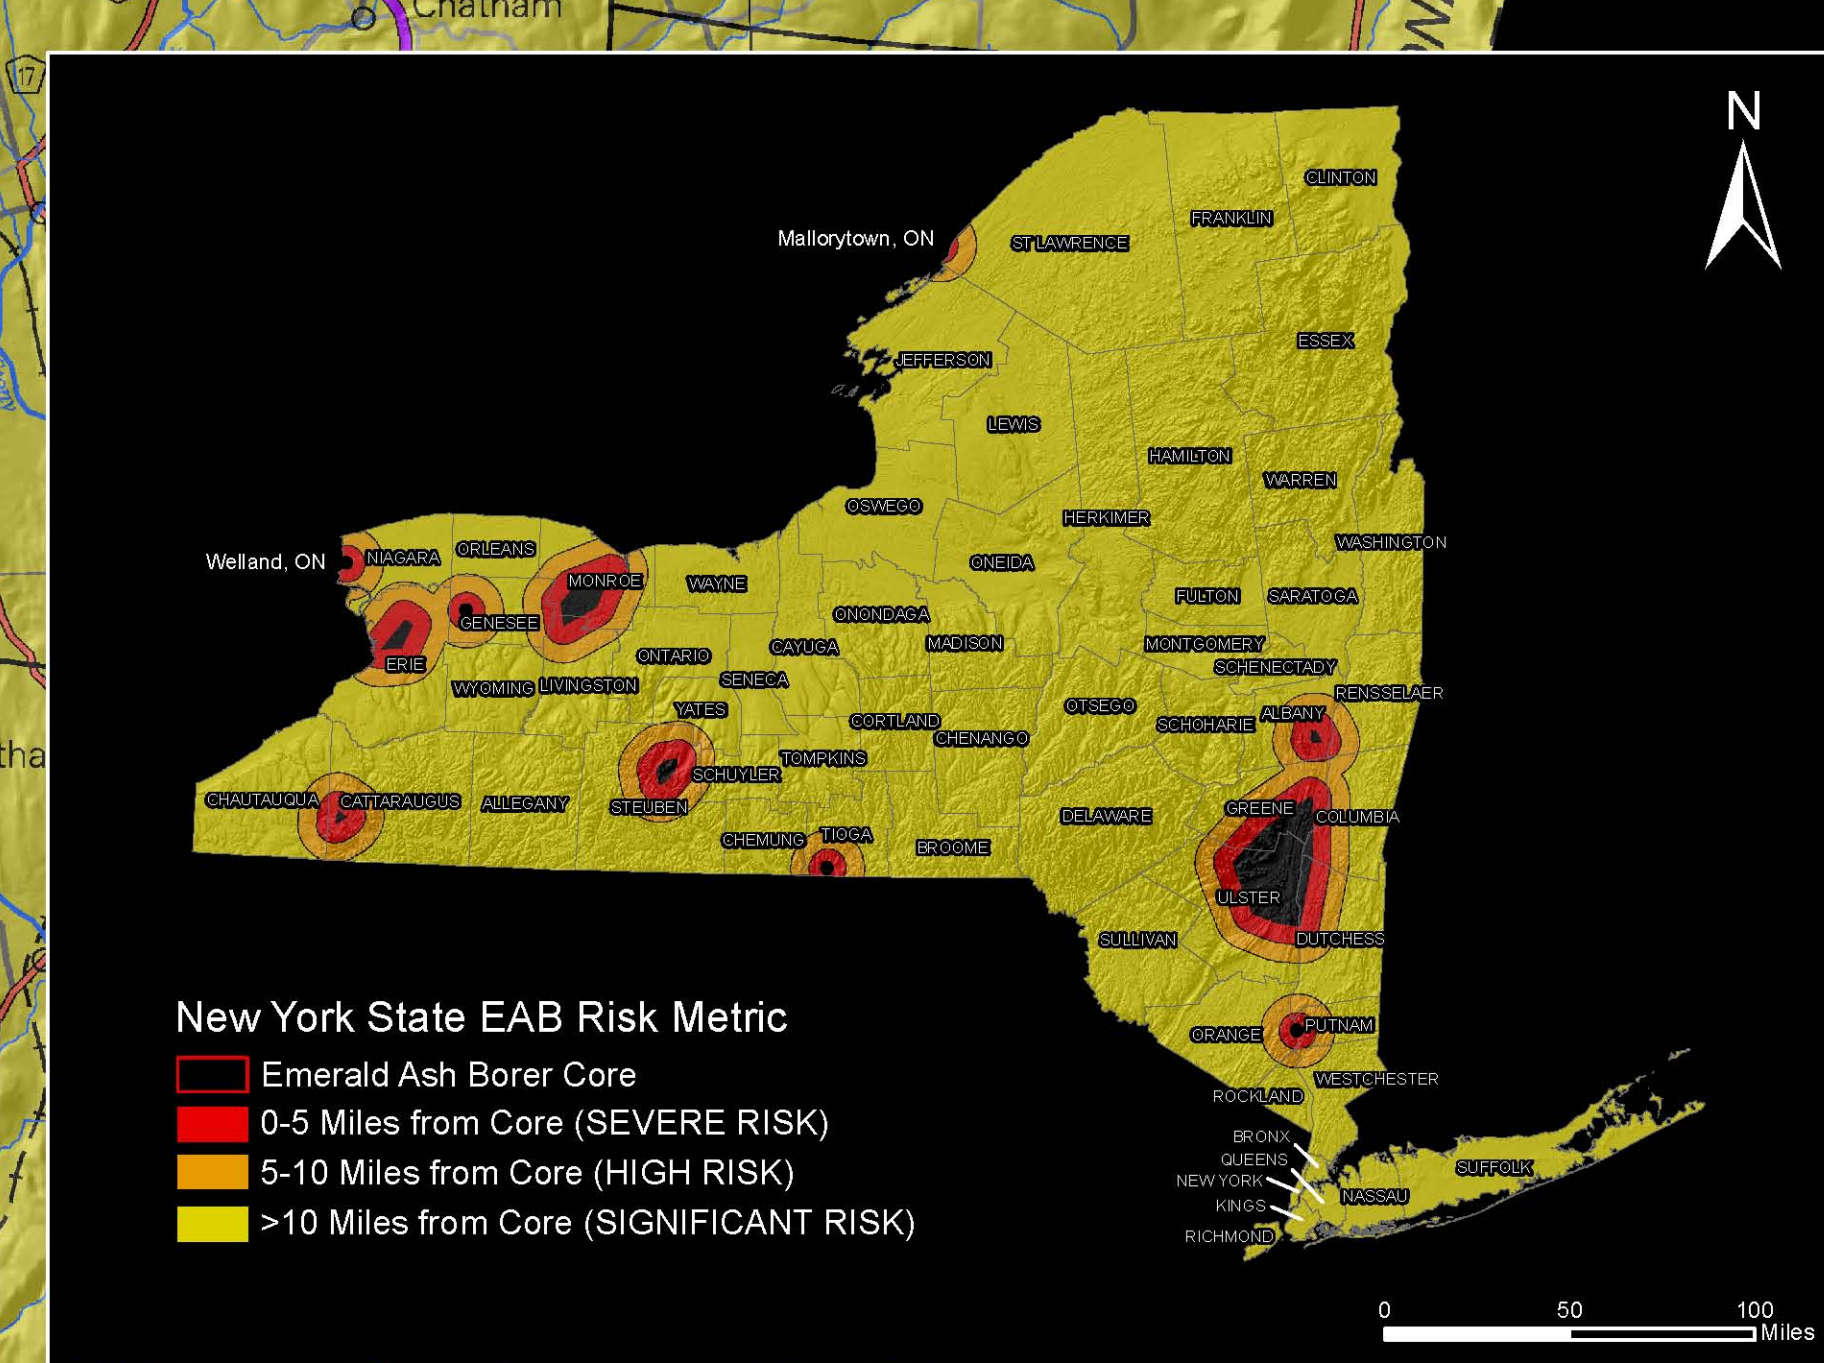 Chatham
17
N
CLINTON
FRANKLIN
Mallorytown, ON
ST LAWRENCE
ESSEX
JEFFERSON
LEWIS
HAMILTON
WARREN
OSWEGO
HERKIMER
WASHINGTON
Welland, ON
NIAGARA
ORLEANS
ONEIDA
MONROE
WAYNE
FULTON
SARATOGA
GENESEE
ONONDAGA
MADISON
MONTGOMERY
CAYUGA
ERIE
ONTARIO
SCHENECTADY
WYOMING
LIVINGSTON
SENECA
RENSSELAER
YATES
OTSEGO
ALBANY
CORTLAND
SCHOHARIE
CHENANGO
tha
TOMPKINS
SCHUYLER
CHAUTAUQUA
CATTARAUGUS
ALLEGANY
STEUBEN
GREENE
DELAWARE
COLUMBIA
CHEMUNG
TIOGA
BROOME
ULSTER
SULLIVAN
DUTCHESS
New York State EAB Risk Metric
ORANGE
PUTNAM
Emerald Ash Borer Core
WESTCHESTER
ROCKLAND
0-5 Miles from Core (SEVERE RISK)
BRONX
QUEENS
5-10 Miles from Core (HIGH RISK)
SUFFOLK
NEW YORK
NASSAU
KINGS
>10 Miles from Core (SIGNIFICANT RISK)
RICHMOND
0 50 100
Miles